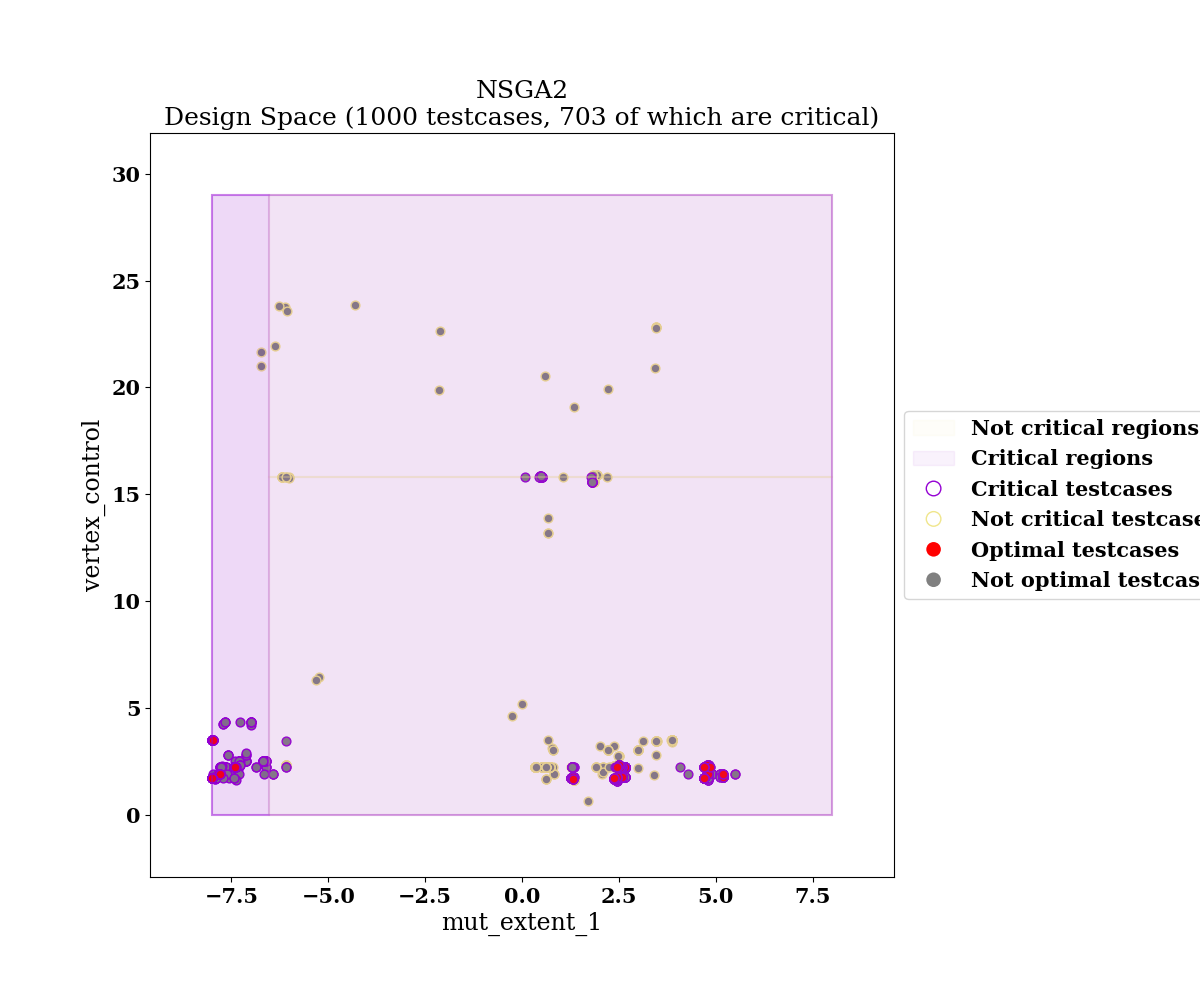 NSGA2
Design Space (1000 testcases, 703 of which are critical)
30
25
20
15
10
5
0
vertex_control
−7.5
−5.0
−2.5
0.0
2.5
5.0
7.5
mut_extent_1
Not critical regions
Critical regions
Critical testcases
Not critical testcase
Optimal testcases
Not optimal testcas